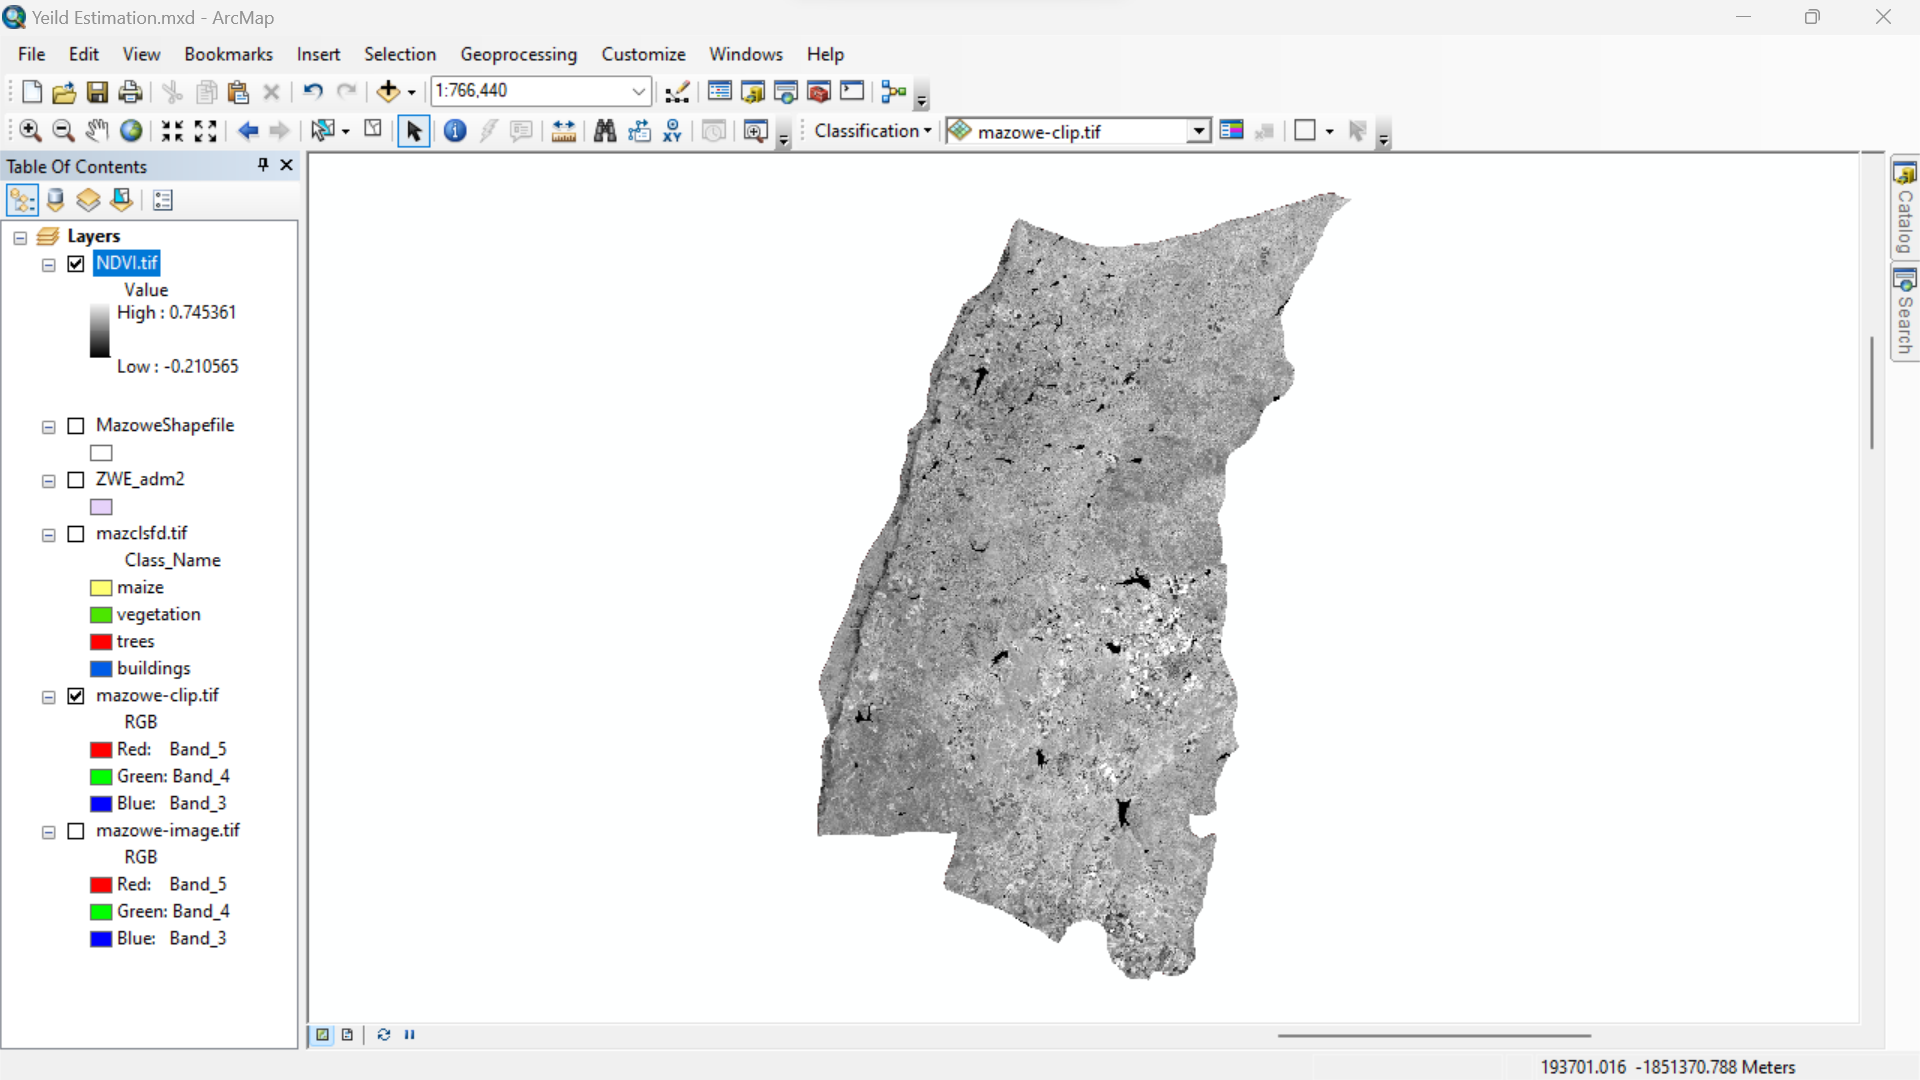 Yeild Estimation.mxd - ArcMap
File Edit View Bookmarks Insert Selection Geoprocessing Customize Windows Help
1:766,440
XY
Classification mazowe-clip.tif
Table Of Contents
Layers
NDVI.tif
Value
High : 0.745361
Low : -0.210565
MazoweShapefile
ZWE_adm2
mazclsfd.tif
Class_Name
maize
vegetation
trees
buildings
mazowe-clip.tif
RGB
Red: Band_5
Green: Band_4
Blue: Band_3
mazowe-image.tif
RGB
Red: Band_5
Green: Band_4
Blue: Band_3
Catalog
Search
193701.016 -1851370.788 Meters